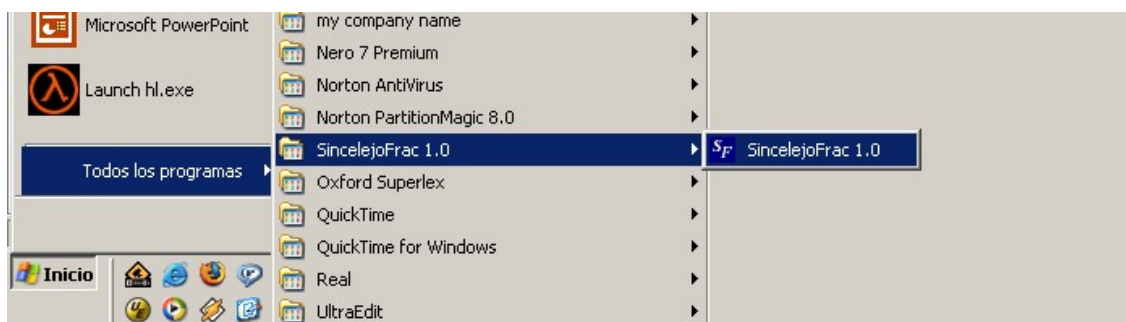 Microsoft PowerPoint
Launch hl.exe
Todos los programas
Inicio
my company name
Nero 7 Premium
Norton AntiVirus
Norton PartitionMagic 8.0
SincelejoFrac 1.0
Oxford Superlex
QuickTime
QuickTime for Windows
Real
UltraEdit
SF SincelejoFrac 1.0